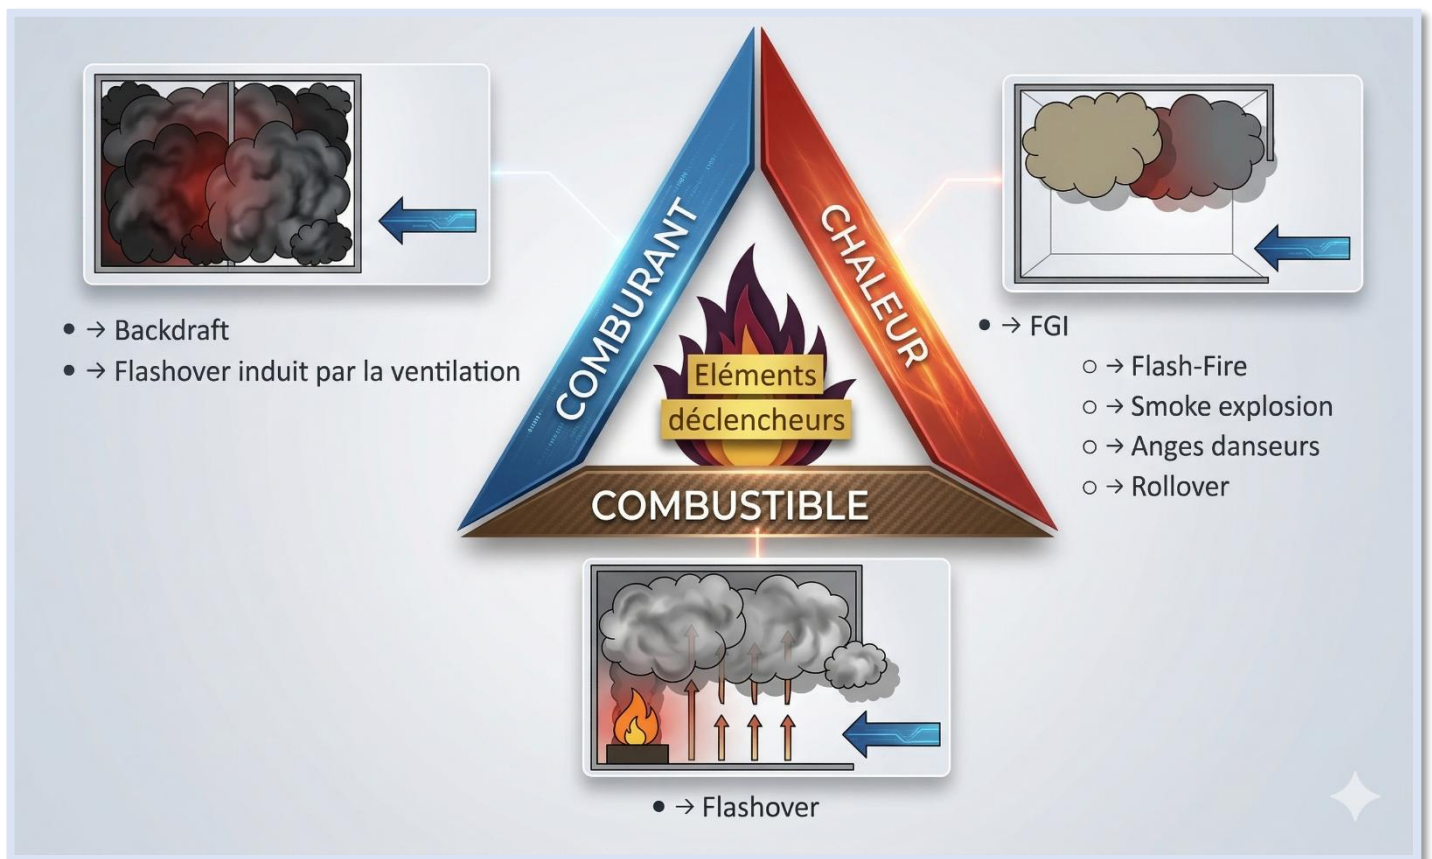 • → Backdraft
• → Flashover induit par la ventilation
COMBURANT
CHALEUR
Eléments
déclencheurs
COMBUSTIBLE
• → FGI
○ → Flash-Fire
○ → Smoke explosion
○ → Anges danseurs
○ → Rollover
• → Flashover